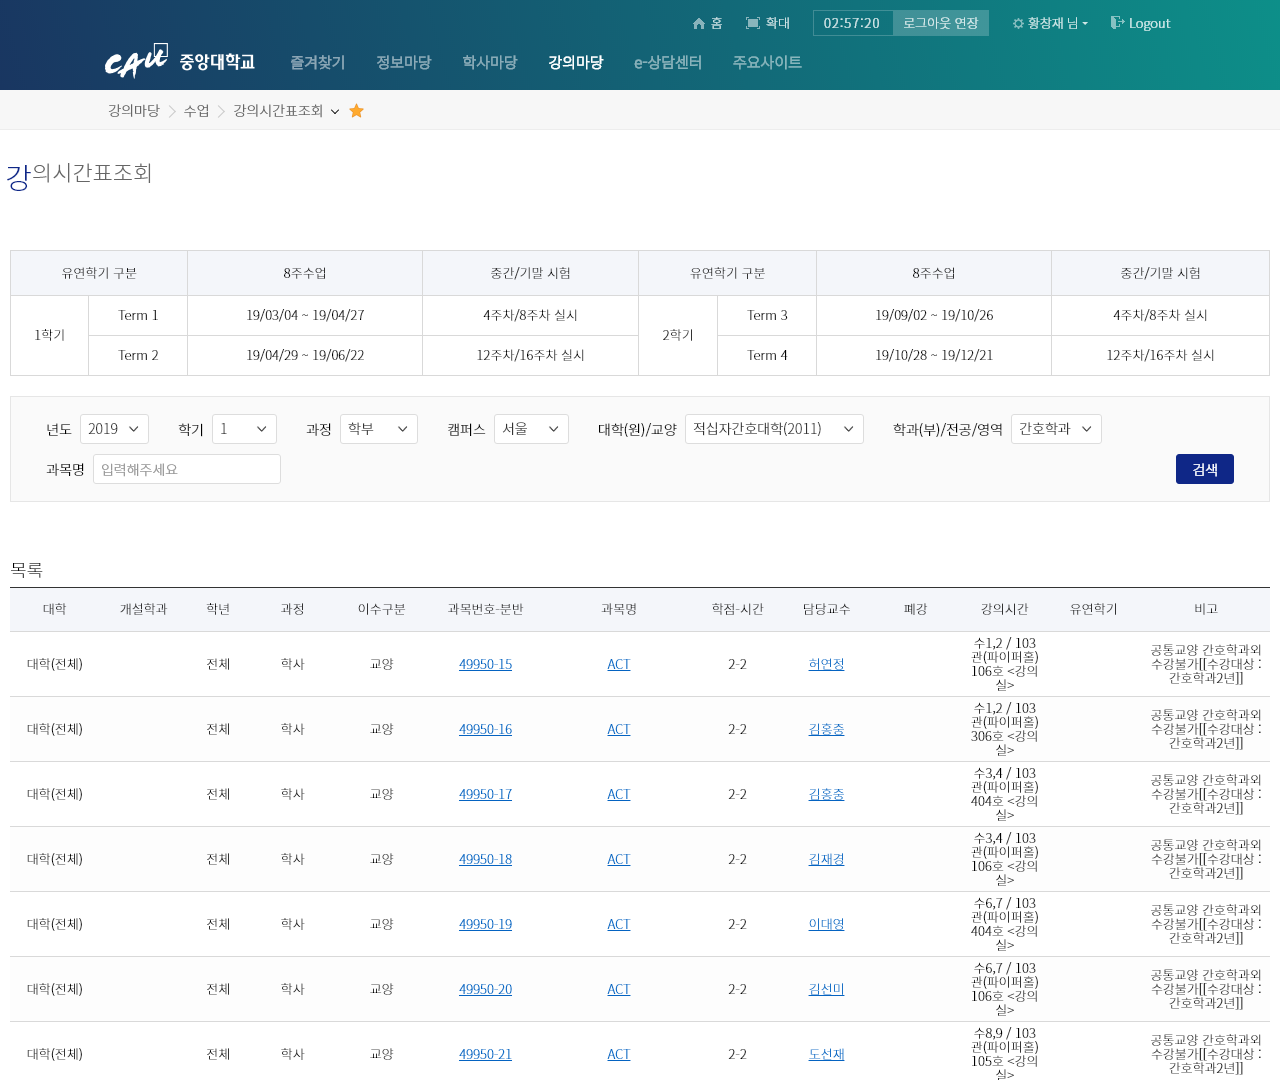 홈 확대 02:57:20 로그아웃 연장 황창재 님 Logout
CAU 중앙대학교 즐겨찾기 정보마당 학사마당 강의마당 e-상담센터 주요사이트
강의마당 수업 강의시간표조회
강의시간표조회
유연학기 구분 8주수업 중간/기말 시험 유연학기 구분 8주수업 중간/기말 시험
1학기 Term 1 19/03/04 ~ 19/04/27 4주차/8주차 실시 2학기 Term 3 19/09/02 ~ 19/10/26 4주차/8주차 실시
Term 2 19/04/29 ~ 19/06/22 12주차/16주차 실시 Term 4 19/10/28 ~ 19/12/21 12주차/16주차 실시
년도 2019 학기 1 과정 학부 캠퍼스 서울 대학(원)/교양 적십자간호대학(2011) 학과(부)/전공/영역 간호학과
과목명 입력해주세요 검색
목록
대학 개설학과 학년 과정 이수구분 과목번호-분반 과목명 학점-시간 담당교수 폐강 강의시간 유연학기 비고
대학(전체) 전체 학사 교양 49950-15 ACT 2-2 허연정 수1,2 / 103
관(파이퍼홀)
106호 <강의
실> 공통교양 간호학과외
수강불가[[수강대상 :
간호학과2년]]
대학(전체) 전체 학사 교양 49950-16 ACT 2-2 김홍중 수1,2 / 103
관(파이퍼홀)
306호 <강의
실> 공통교양 간호학과외
수강불가[[수강대상 :
간호학과2년]]
대학(전체) 전체 학사 교양 49950-17 ACT 2-2 김홍중 수3,4 / 103
관(파이퍼홀)
404호 <강의
실> 공통교양 간호학과외
수강불가[[수강대상 :
간호학과2년]]
대학(전체) 전체 학사 교양 49950-18 ACT 2-2 김재경 수3,4 / 103
관(파이퍼홀)
106호 <강의
실> 공통교양 간호학과외
수강불가[[수강대상 :
간호학과2년]]
대학(전체) 전체 학사 교양 49950-19 ACT 2-2 이대영 수6,7 / 103
관(파이퍼홀)
404호 <강의
실> 공통교양 간호학과외
수강불가[[수강대상 :
간호학과2년]]
대학(전체) 전체 학사 교양 49950-20 ACT 2-2 김선미 수6,7 / 103
관(파이퍼홀)
106호 <강의
실> 공통교양 간호학과외
수강불가[[수강대상 :
간호학과2년]]
대학(전체) 전체 학사 교양 49950-21 ACT 2-2 도선재 수8,9 / 103
관(파이퍼홀)
105호 <강의
실> 공통교양 간호학과외
수강불가[[수강대상 :
간호학과2년]]